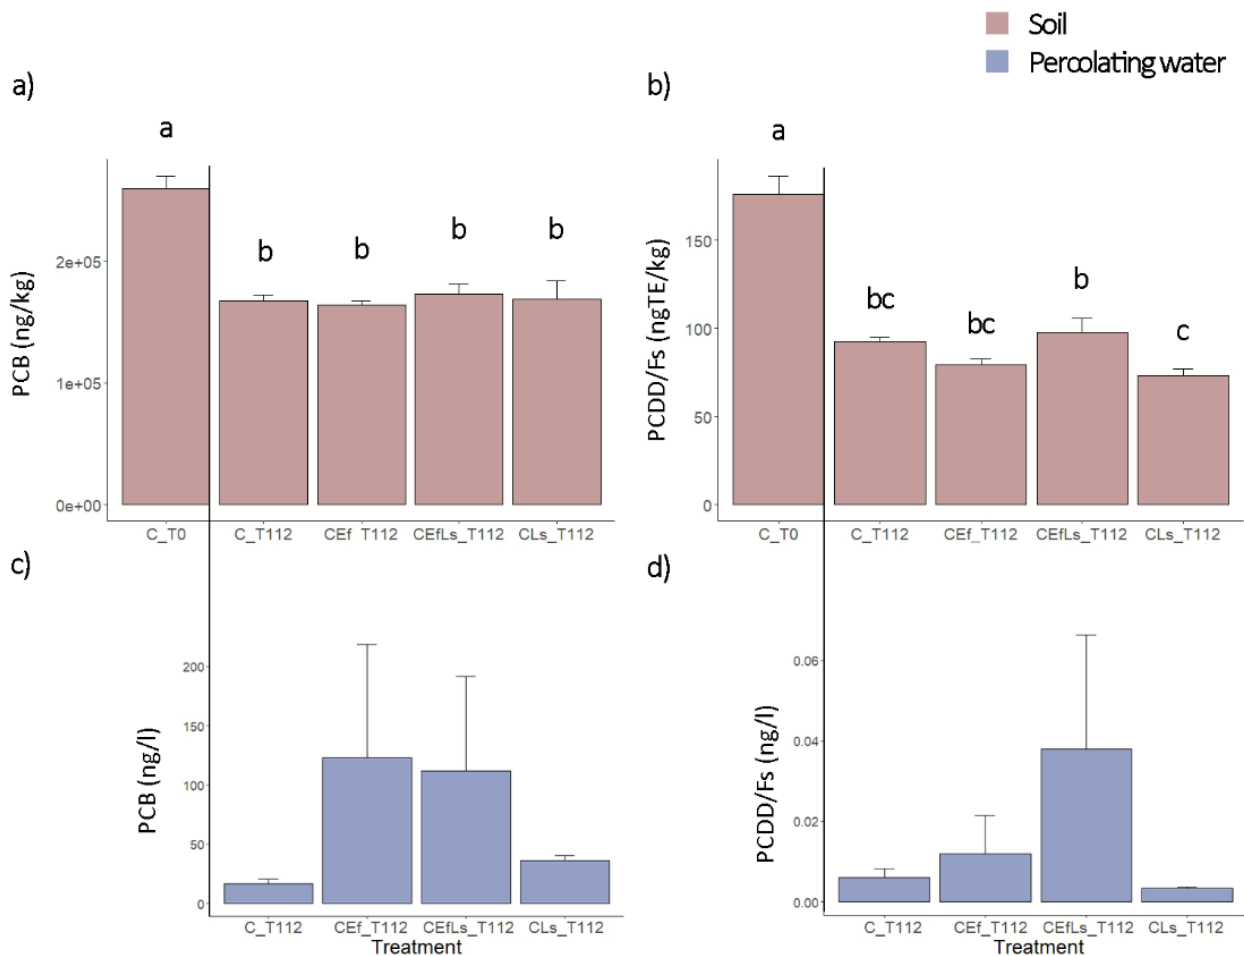 Soil
Percolating water
a)
b)
a
b
b
b
b
PCB (ng/kg)
2e+05
1e+05
0e+00
C_T0
C_T112
CEf_T112
CEfLs_T112
CLs_T112
a
bc
bc
b
c
PCDD/Fs (ngTE/kg)
150
100
50
0
C_T0
C_T112
CEf_T112
CEfLs_T112
CLs_T112
c)
d)
PCB (ng/l)
200
150
100
50
0
C_T112
CEf_T112
CEfLs_T112
CLs_T112
Treatment
PCDD/Fs (ng/l)
0.06
0.04
0.02
0.00
C_T112
CEf_T112
CEfLs_T112
CLs_T112
Treatment